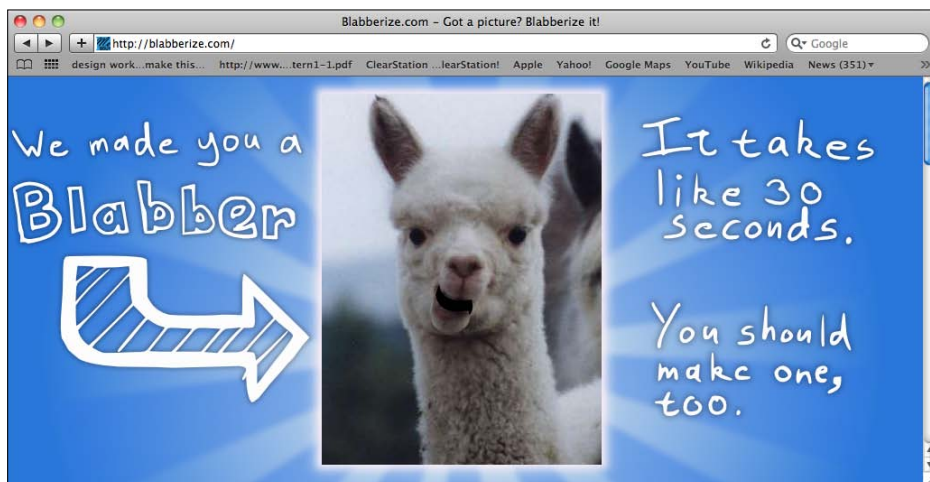 Blabberize.com – Got a picture? Blabberize it!
http://blabberize.com/
Google
design work...make this... http://www....tern1-1.pdf ClearStation ...learStation! Apple Yahoo! Google Maps YouTube Wikipedia News (351)
We made you a
Blabber
It takes
like 30
seconds.
You should
make one,
too.